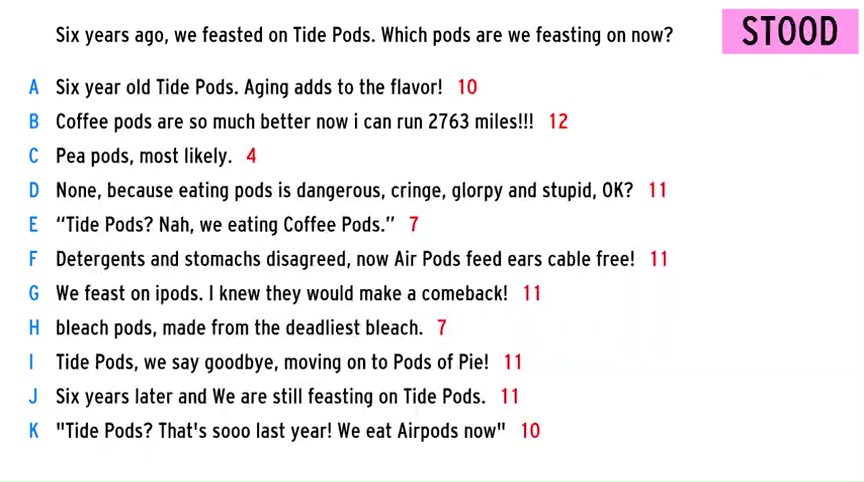 Six years ago, we feasted on Tide Pods. Which pods are we feasting on now?
STOOD
A Six year old Tide Pods. Aging adds to the flavor! 10
B Coffee pods are so much better now i can run 2763 miles!!! 12
C Pea pods, most likely. 4
D None, because eating pods is dangerous, cringe, glorpy and stupid, OK? 11
E “Tide Pods? Nah, we eating Coffee Pods.” 7
F Detergents and stomachs disagreed, now Air Pods feed ears cable free! 11
G We feast on ipods. I knew they would make a comeback! 11
H bleach pods, made from the deadliest bleach. 7
I Tide Pods, we say goodbye, moving on to Pods of Pie! 11
J Six years later and We are still feasting on Tide Pods. 11
K "Tide Pods? That's sooo last year! We eat Airpods now" 10